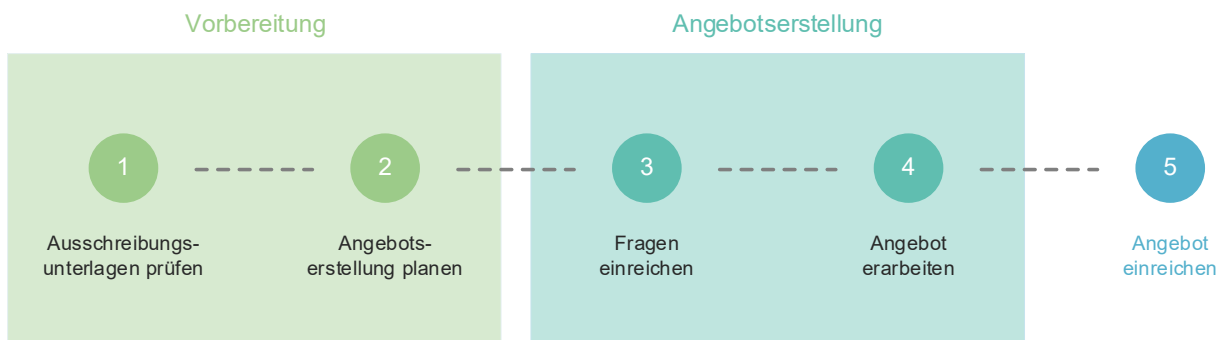 Vorbereitung
Angebotserstellung
1
2
3
4
5
Ausschreibungs-
unterlagen prüfen
Angebots-
erstellung planen
Fragen
einreichen
Angebot
erarbeiten
Angebot
einreichen